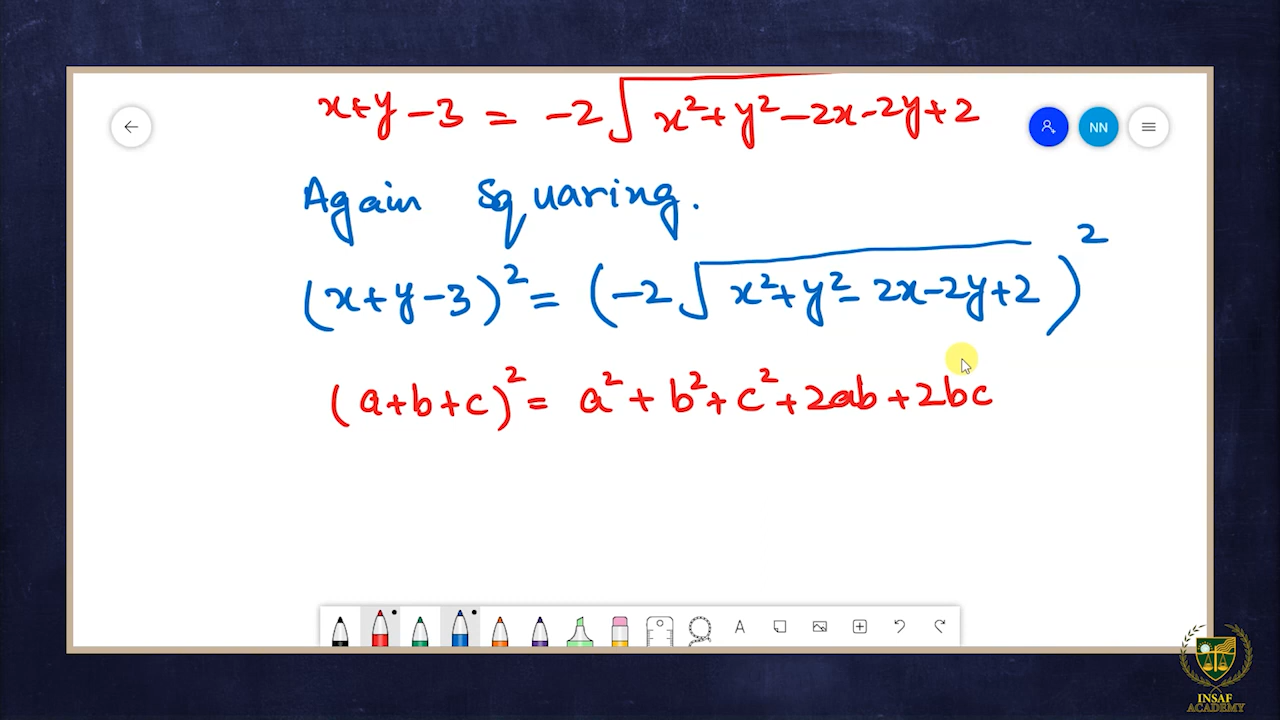 x+y-3 = -2√x²+y²-2x-2y+2
NN
Again Squaring.
(x+y-3)² = (-2√x²+y²-2x-2y+2)²
(a+b+c)² = a²+b²+c²+2ab+2bc
A
INSAF
ACADEMY